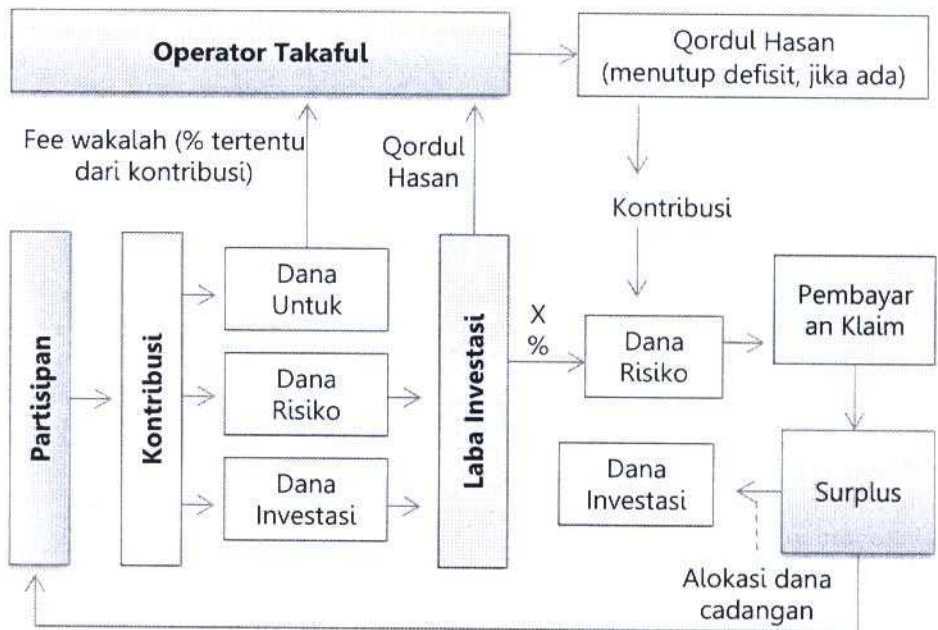 Operator Takaful
Qordul Hasan
(menutup defisit, jika ada)
Fee wakalah (% tertentu
dari kontribusi)
Qordul
Hasan
Kontribusi
Partisipan
Kontribusi
Dana
Untuk
Dana
Risiko
Dana
Investasi
Laba Investasi
X
%
Dana
Risiko
Pembayar
an Klaim
Dana
Investasi
Surplus
Alokasi dana
cadangan